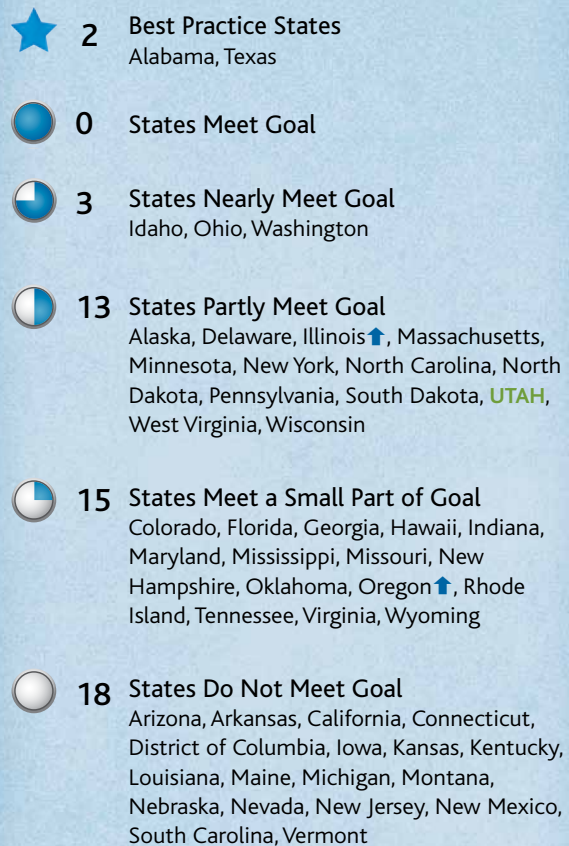 2 Best Practice States
Alabama, Texas
0 States Meet Goal
3 States Nearly Meet Goal
Idaho, Ohio, Washington
13 States Partly Meet Goal
Alaska, Delaware, Illinois⬆, Massachusetts,
Minnesota, New York, North Carolina, North
Dakota, Pennsylvania, South Dakota, UTAH,
West Virginia, Wisconsin
15 States Meet a Small Part of Goal
Colorado, Florida, Georgia, Hawaii, Indiana,
Maryland, Mississippi, Missouri, New
Hampshire, Oklahoma, Oregon⬆, Rhode
Island, Tennessee, Virginia, Wyoming
18 States Do Not Meet Goal
Arizona, Arkansas, California, Connecticut,
District of Columbia, Iowa, Kansas, Kentucky,
Louisiana, Maine, Michigan, Montana,
Nebraska, Nevada, New Jersey, New Mexico,
South Carolina, Vermont